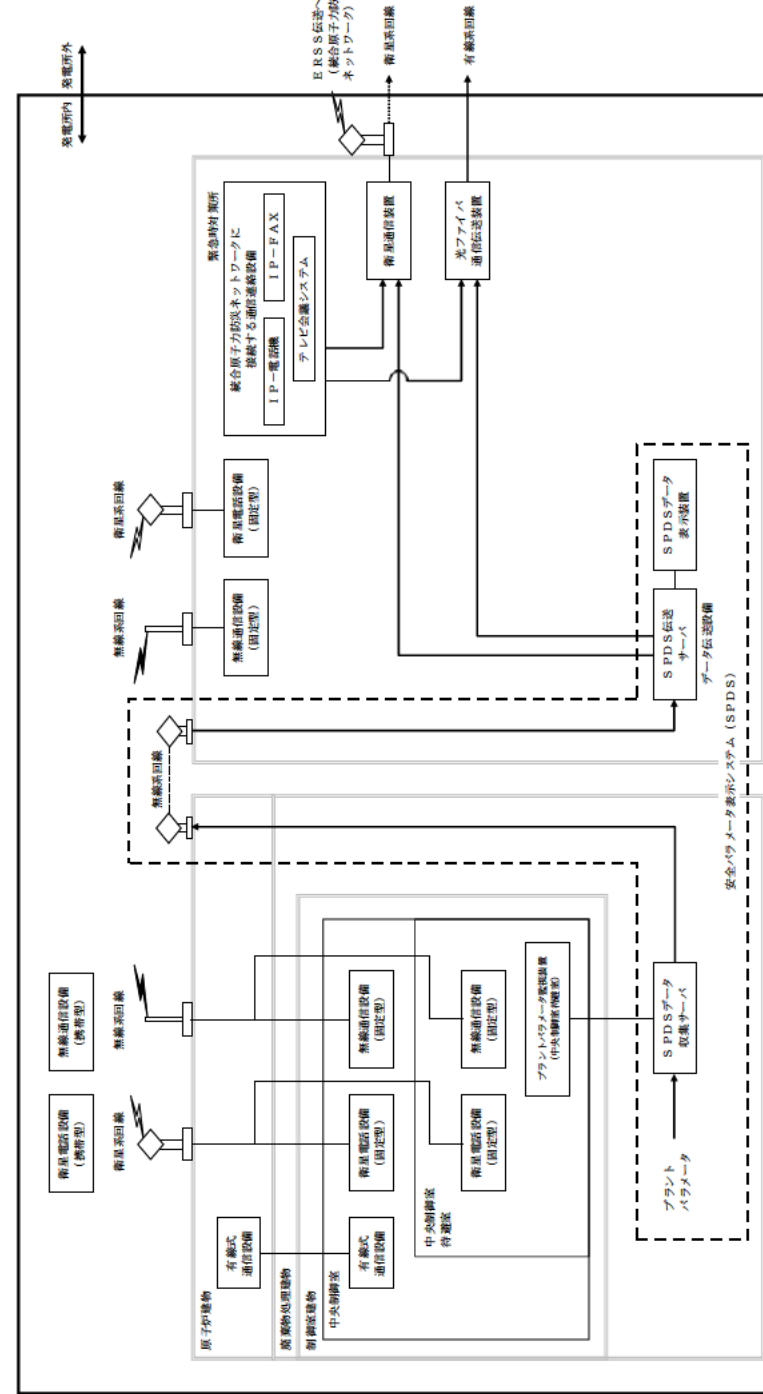 発電所内 発電所外
ERSS伝送へ
(統合原子力防災
ネットワーク)
衛星系回線
有線系回線
緊急時対策所
統合原子力防災ネットワークに
接続する通信連絡設備
IP-電話機
IP-FAX
テレビ会議システム
衛星通信装置
光ファイバ
通信伝送装置
衛星系回線
衛星電話設備
(固定型)
無線系回線
無線通信設備
(固定型)
SPDSデータ
表示装置
SPDS伝送
サーバ
データ伝送設備
安全パラメータ表示システム(SPDS)
無線系回線
無線通信設備
(携帯型)
無線系回線
衛星電話設備
(携帯型)
衛星系回線
無線通信設備
(固定型)
無線通信設備
(固定型)
プラントパラメータ監視装置
(中央制御室待避室)
衛星電話設備
(固定型)
衛星電話設備
(固定型)
有線式
通信設備
有線式
通信設備
中央制御室
待避室
原子炉建物
廃棄物処理建物
制御室建物
中央制御室
SPDSデータ
収集サーバ
プラント
パラメータ